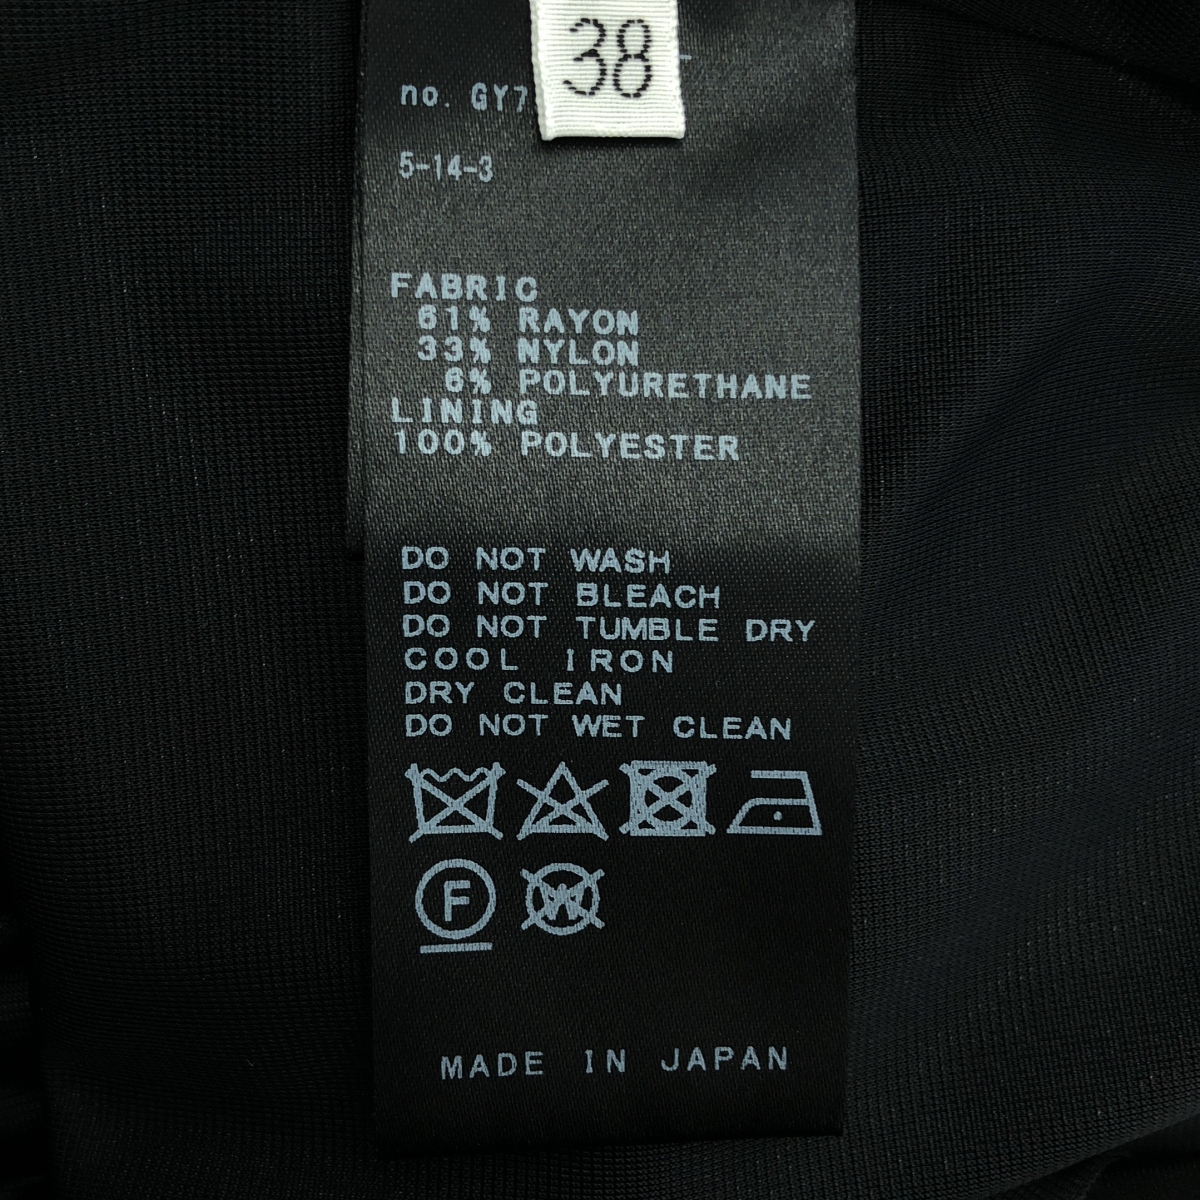 38
no. GY7
5-14-3
FABRIC
61% RAYON
33% NYLON
6% POLYURETHANE
LINING
100% POLYESTER
DO NOT WASH
DO NOT BLEACH
DO NOT TUMBLE DRY
COOL IRON
DRY CLEAN
DO NOT WET CLEAN
F W
MADE IN JAPAN